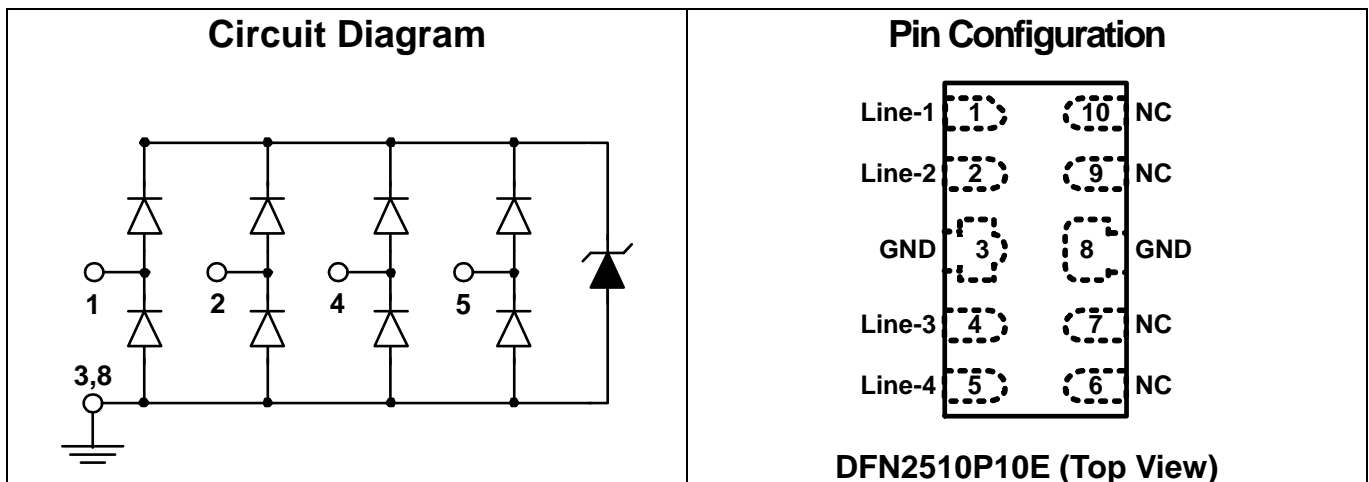 Circuit Diagram
1
2
4
5
3,8
Pin Configuration
Line-1 1 10 NC
Line-2 2 9 NC
GND 3 8 GND
Line-3 4 7 NC
Line-4 5 6 NC
DFN2510P10E (Top View)